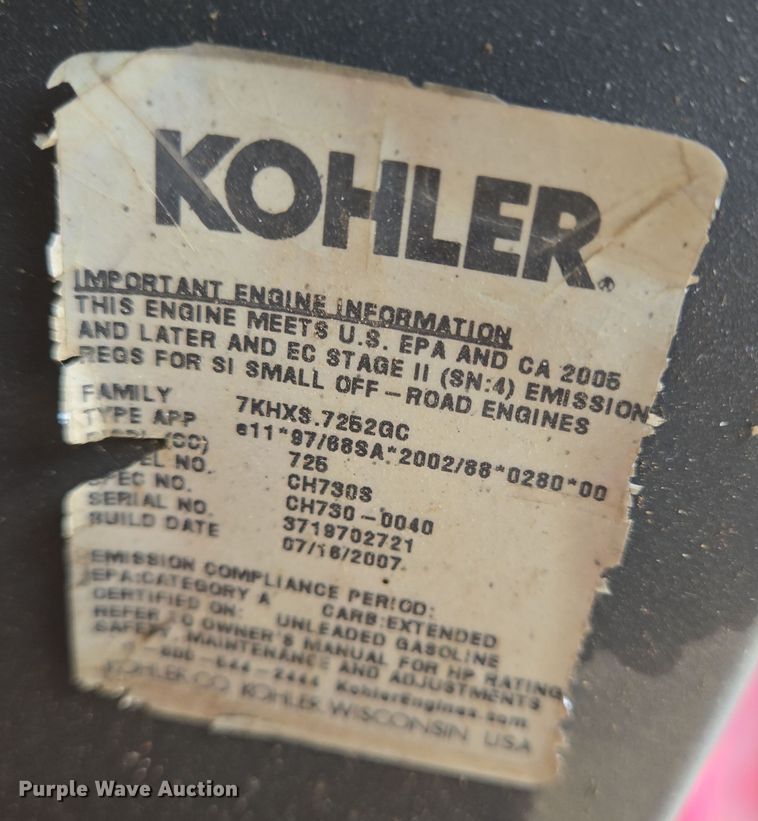 KOHLER®
IMPORTANT ENGINE INFORMATION
THIS ENGINE MEETS U.S. EPA AND CA 2005
AND LATER AND EC STAGE II (SN:4) EMISSION
REGS FOR SI SMALL OFF-ROAD ENGINES
FAMILY 7KHXS.7252GC
TYPE APP e11*97/68SA*2002/88*0280*00
(CC) 725
NO. CH730S
SPEC NO. CH730-0040
SERIAL NO. 3719702721
BUILD DATE 07/16/2007
EMISSION COMPLIANCE PERIOD:
EPA:CATEGORY A CARB:EXTENDED
CERTIFIED ON: UNLEADED GASOLINE
REFER TO OWNER'S MANUAL FOR HP RATING,
SAFETY, MAINTENANCE AND ADJUSTMENTS
800-544-2444 KohlerEngines.com
KOHLER CO. KOHLER WISCONSIN USA
Purple Wave Auction